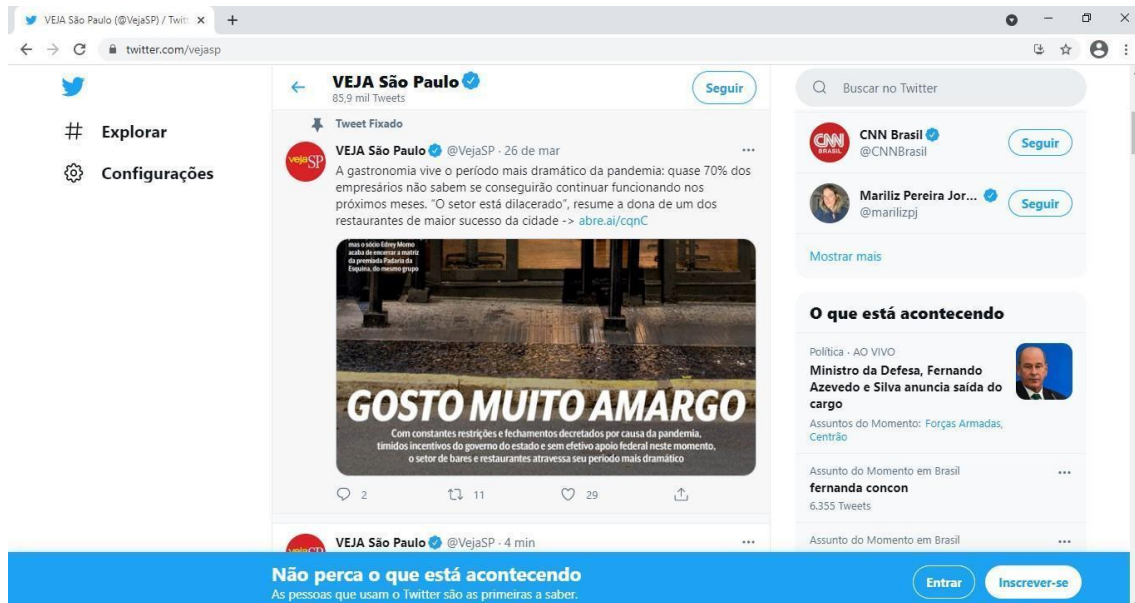 VEJA São Paulo (@VejaSP) / Twit
twitter.com/vejasp
Explorar
Configurações
VEJA São Paulo
85,9 mil Tweets
Seguir
Tweet Fixado
VEJA São Paulo @VejaSP · 26 de mar
A gastronomia vive o período mais dramático da pandemia: quase 70% dos
empresários não sabem se conseguirão continuar funcionando nos
próximos meses. "O setor está dilacerado", resume a dona de um dos
restaurantes de maior sucesso da cidade -> abre.ai/cqnC
vejaSP
mas o sócio Edrey Momo
acaba de encerrar a matriz
da premiada Padaria da
Esquina, do mesmo grupo
GOSTO MUITO AMARGO
Com constantes restrições e fechamentos decretados por causa da pandemia,
tímidos incentivos do governo do estado e sem efetivo apoio federal neste momento,
o setor de bares e restaurantes atravessa seu período mais dramático
2
11
29
VEJA São Paulo @VejaSP · 4 min
vejaSP
Buscar no Twitter
CNN
BRASIL
CNN Brasil
@CNNBrasil
Seguir
Mariliz Pereira Jor...
@marilizpj
Seguir
Mostrar mais
O que está acontecendo
Política · AO VIVO
Ministro da Defesa, Fernando
Azevedo e Silva anuncia saída do
cargo
Assuntos do Momento: Forças Armadas,
Centrão
Assunto do Momento em Brasil
fernanda concon
6.355 Tweets
Assunto do Momento em Brasil
Não perca o que está acontecendo
As pessoas que usam o Twitter são as primeiras a saber.
Entrar
Inscrever-se